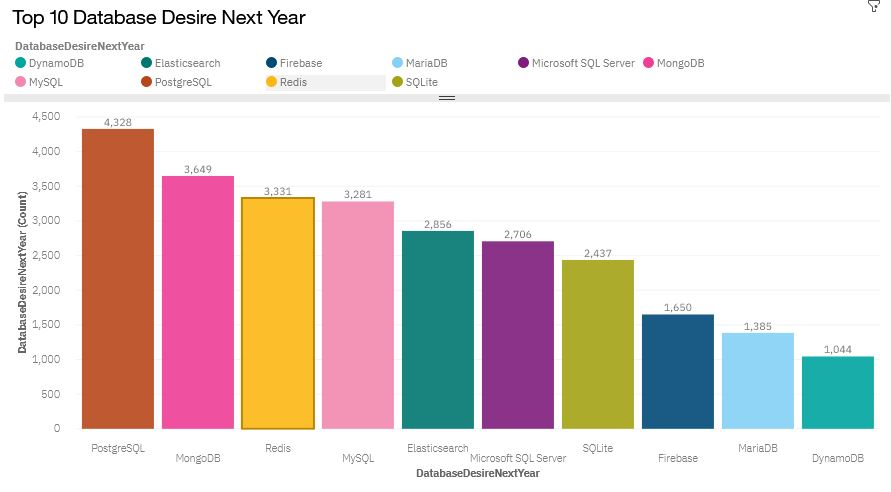 Top 10 Database Desire Next Year
DatabaseDesireNextYear
DynamoDB Elasticsearch Firebase MariaDB Microsoft SQL Server MongoDB
MySQL PostgreSQL Redis SQLite
4,500
4,000
3,500
3,000
2,500
2,000
1,500
1,000
500
0
DatabaseDesireNextYear (Count)
4,328
3,649
3,331
3,281
2,856
2,706
2,437
1,650
1,385
1,044
PostgreSQL
MongoDB
Redis
MySQL
Elasticsearch
Microsoft SQL Server
SQLite
Firebase
MariaDB
DynamoDB
DatabaseDesireNextYear